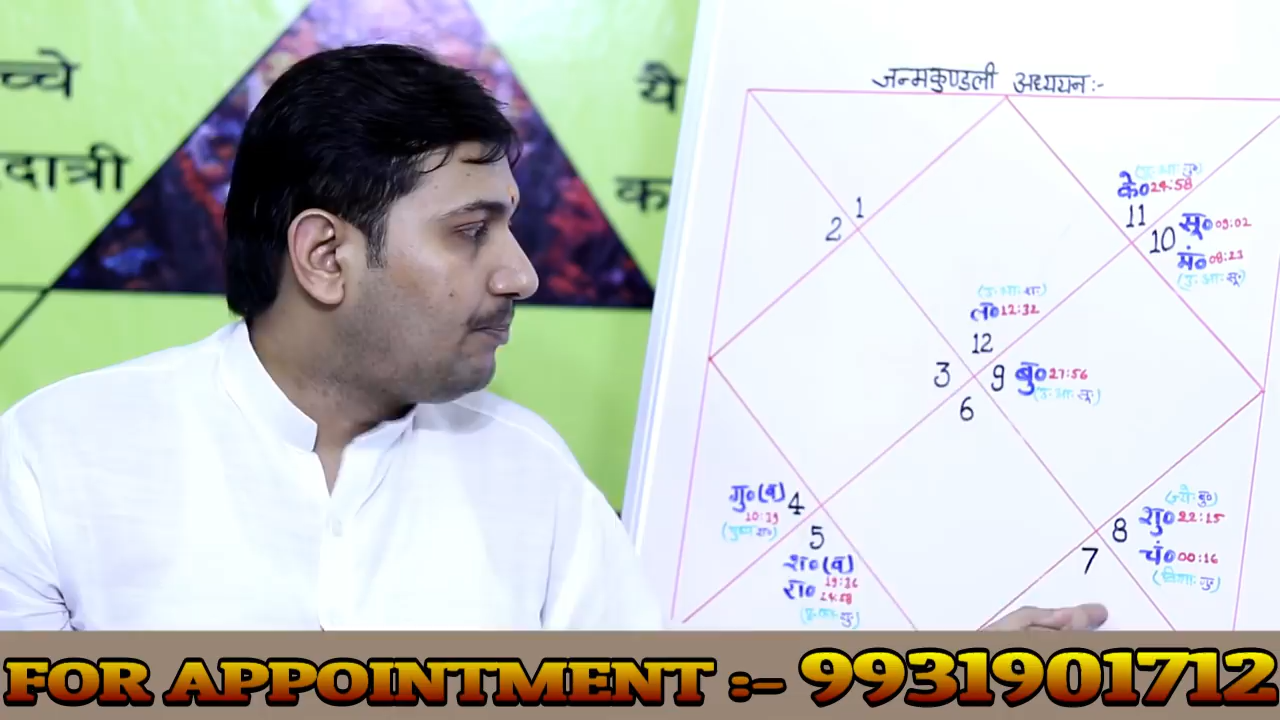 च्चे
दात्री
यै
क
जन्मकुण्डली अध्ययन:-
के० 24:58
11
10
सू० 09:02
मं० 08:23
1
2
ल० 12:32
12
3
9
बु० 27:56
6
गु० (व) 4
10:39
5
श० (व)
रा०
19:26
24:58
8
शु० 22:15
चं० 00:16
7
FOR APPOINTMENT :- 9931901712